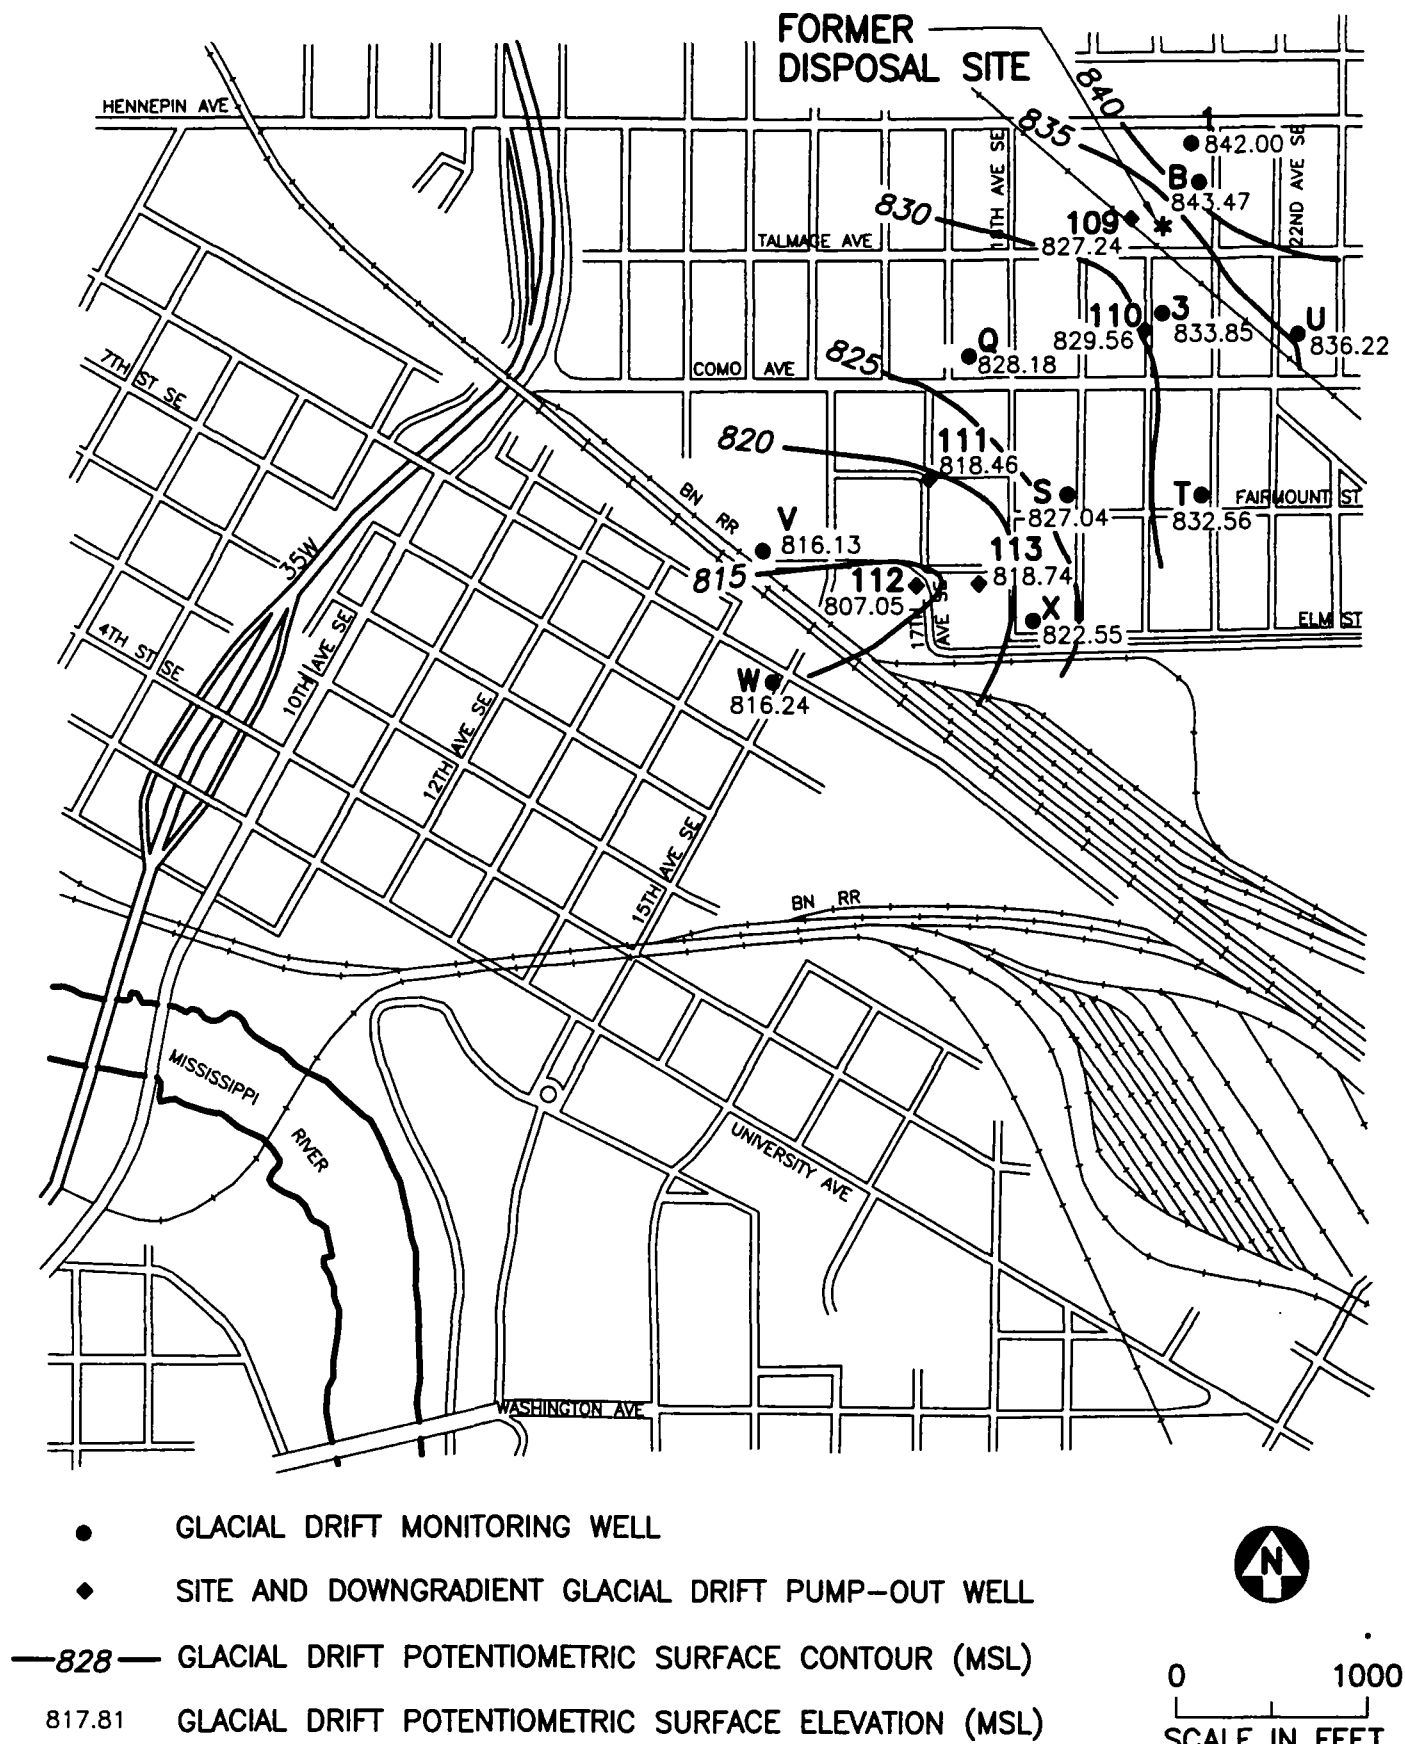 FORMER
DISPOSAL SITE
HENNEPIN AVE
840
835
1
842.00
B
843.47
22ND AVE SE
830
109
827.24
TALMAGE AVE
110
829.56
3
833.85
U
836.22
Q
828.18
825
COMO AVE
7TH ST SE
820
111
818.46
BN RR
S
827.04
T
832.56
FAIRMOUNT ST
V
816.13
35W
815
112
807.05
113
818.74
17TH AVE SE
X
822.55
ELM ST
4TH ST SE
10TH AVE SE
W
816.24
12TH AVE SE
15TH AVE SE
BN RR
MISSISSIPPI
RIVER
UNIVERSITY AVE
WASHINGTON AVE
GLACIAL DRIFT MONITORING WELL
SITE AND DOWNGRADIENT GLACIAL DRIFT PUMP-OUT WELL
828 GLACIAL DRIFT POTENTIOMETRIC SURFACE CONTOUR (MSL)
817.81 GLACIAL DRIFT POTENTIOMETRIC SURFACE ELEVATION (MSL)
N
0 1000
SCALE IN FEET